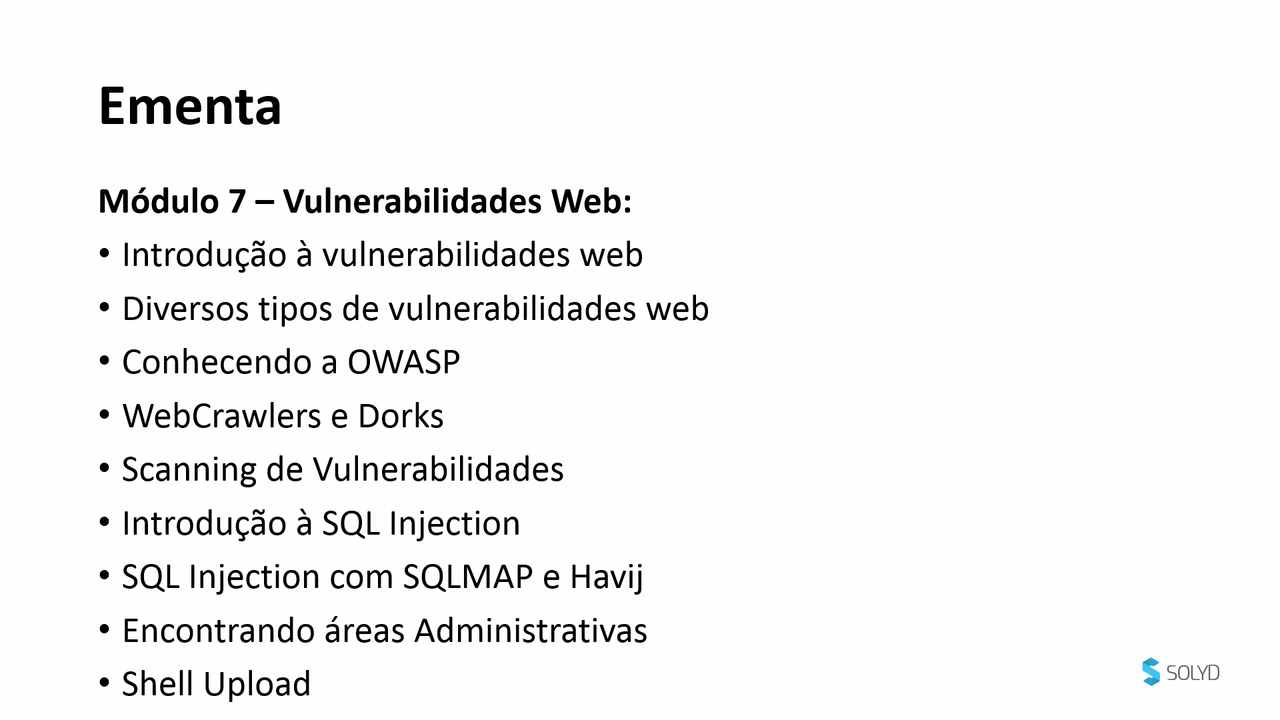 Ementa
Módulo 7 – Vulnerabilidades Web:
• Introdução à vulnerabilidades web
• Diversos tipos de vulnerabilidades web
• Conhecendo a OWASP
• WebCrawlers e Dorks
• Scanning de Vulnerabilidades
• Introdução à SQL Injection
• SQL Injection com SQLMAP e Havij
• Encontrando áreas Administrativas
• Shell Upload
SOLYD